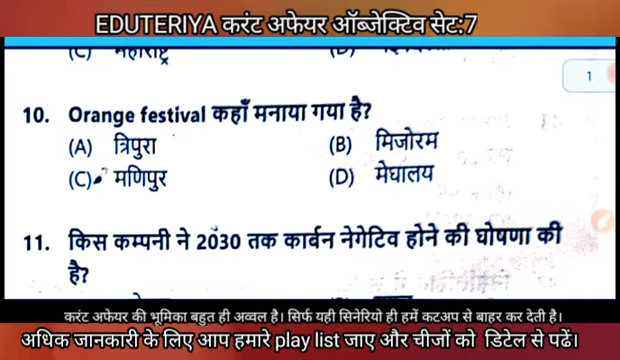 EDUTERIYA करंट अफेयर ऑब्जेक्टिव सेट:7
(C) महाराष्ट्र (D)
1
10. Orange festival कहाँ मनाया गया है?
(A) त्रिपुरा (B) मिजोरम
(C) मणिपुर (D) मेघालय
11. किस कम्पनी ने 2030 तक कार्बन नेगेटिव होने की घोषणा की
है?
करंट अफेयर की भूमिका बहुत ही अव्वल है। सिर्फ यही सिनेरियो ही हमें कटअप से बाहर कर देती है।
अधिक जानकारी के लिए आप हमारे play list जाए और चीजों को डिटेल से पढें।